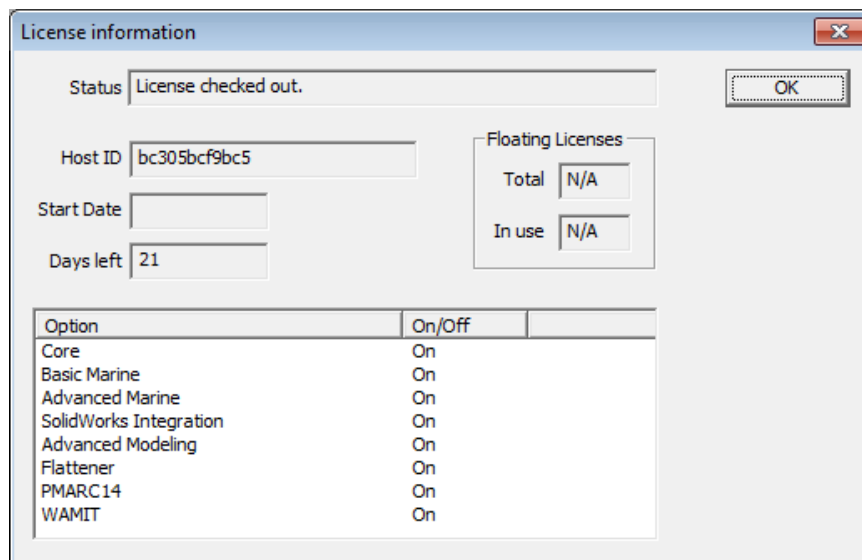 License information
Status License checked out.
OK
Host ID bc305bcf9bc5
Floating Licenses
Total N/A
Start Date
In use N/A
Days left 21
Option On/Off
Core On
Basic Marine On
Advanced Marine On
SolidWorks Integration On
Advanced Modeling On
Flattener On
PMARC14 On
WAMIT On